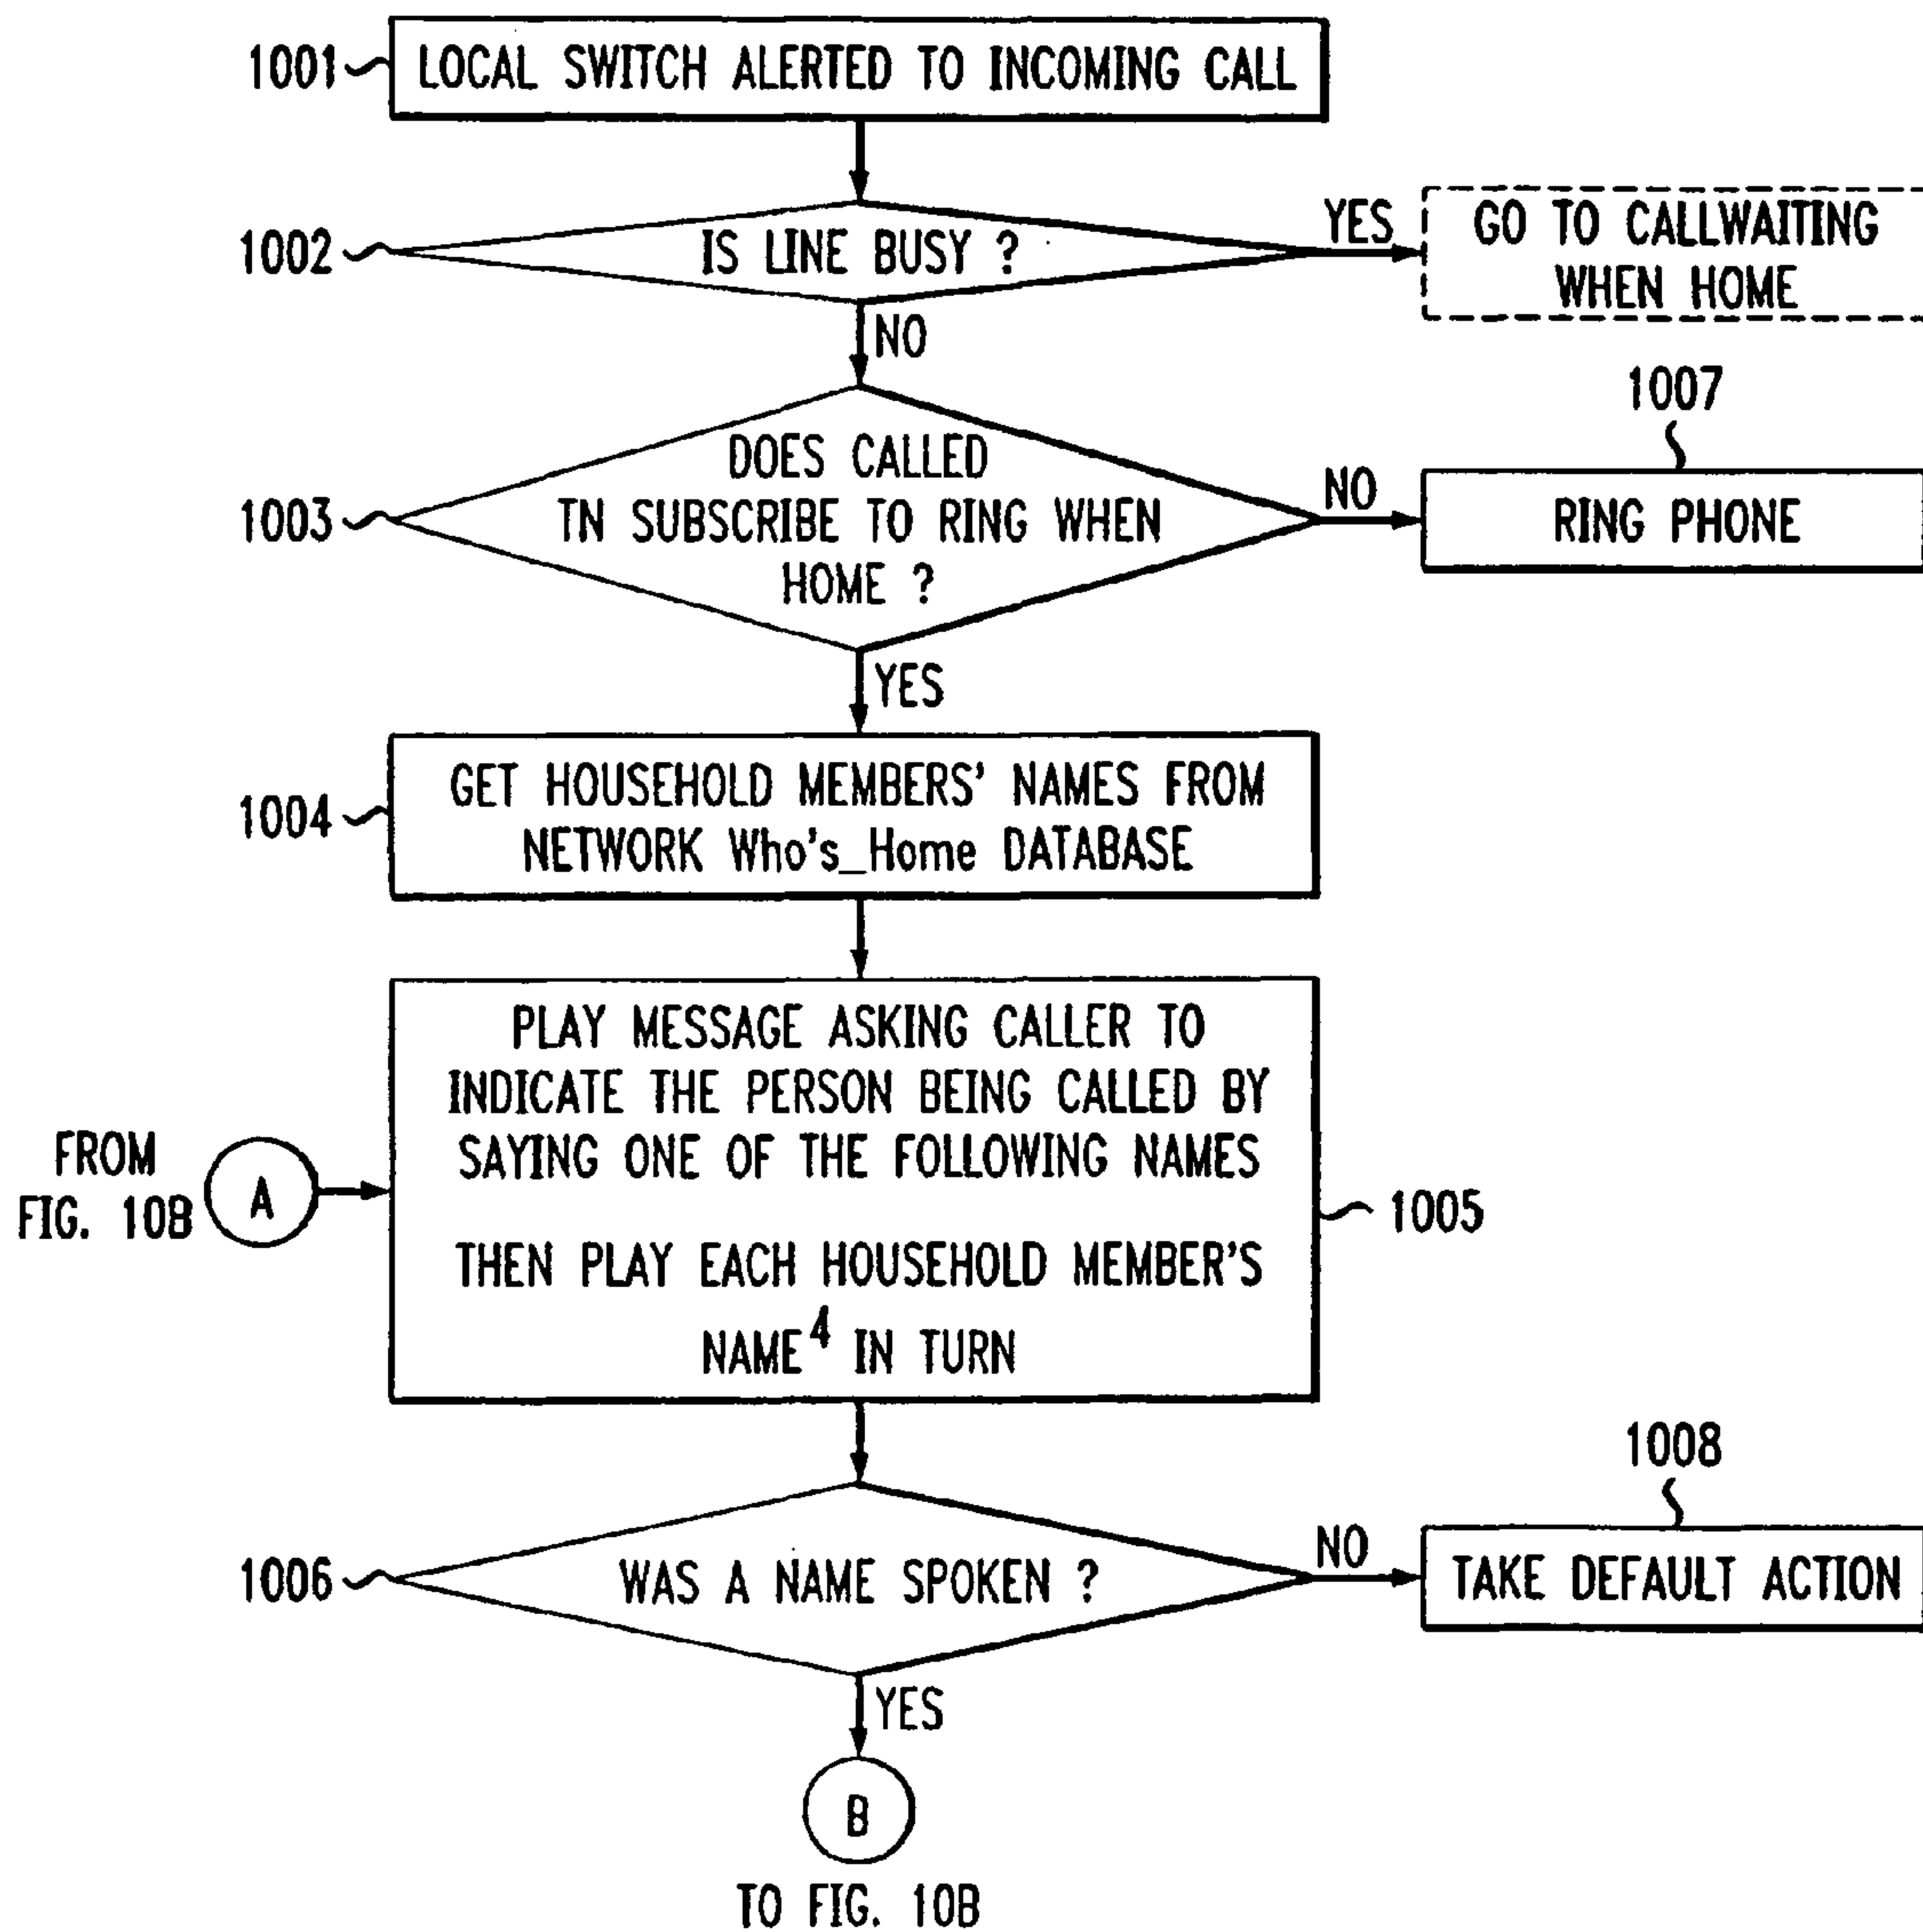 1001
LOCAL SWITCH ALERTED TO INCOMING CALL
1002
IS LINE BUSY ?
YES
GO TO CALLWAITING
WHEN HOME
NO
1003
DOES CALLED
TN SUBSCRIBE TO RING WHEN
HOME ?
NO
1007
RING PHONE
YES
1004
GET HOUSEHOLD MEMBERS' NAMES FROM
NETWORK Who's_Home DATABASE
FROM
FIG. 10B
A
PLAY MESSAGE ASKING CALLER TO
INDICATE THE PERSON BEING CALLED BY
SAYING ONE OF THE FOLLOWING NAMES
THEN PLAY EACH HOUSEHOLD MEMBER'S
NAME⁴ IN TURN
1005
1006
WAS A NAME SPOKEN ?
NO
1008
TAKE DEFAULT ACTION
YES
B
TO FIG. 10B